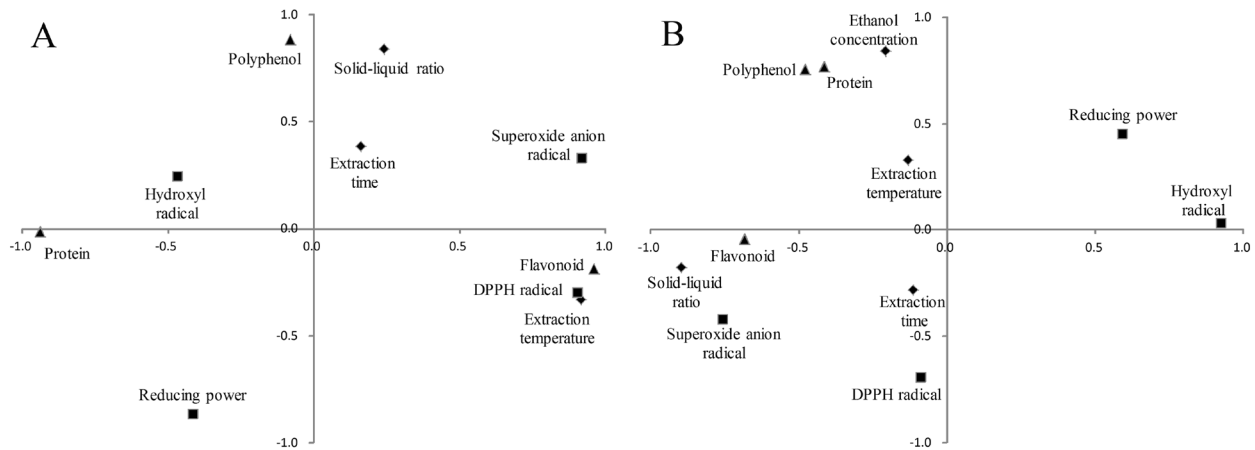 A
1.0
Polyphenol
Solid-liquid ratio
0.5
Superoxide anion
radical
Extraction
time
Hydroxyl
radical
0.0
-1.0
-0.5
0.0
0.5
1.0
Protein
Flavonoid
DPPH radical
Extraction
temperature
-0.5
Reducing power
-1.0
B
1.0
Ethanol
concentration
Polyphenol
Protein
0.5
Reducing power
Extraction
temperature
Hydroxyl
radical
0.0
-1.0
-0.5
0.0
0.5
1.0
Flavonoid
Solid-liquid
ratio
Extraction
time
Superoxide anion
radical
-0.5
DPPH radical
-1.0